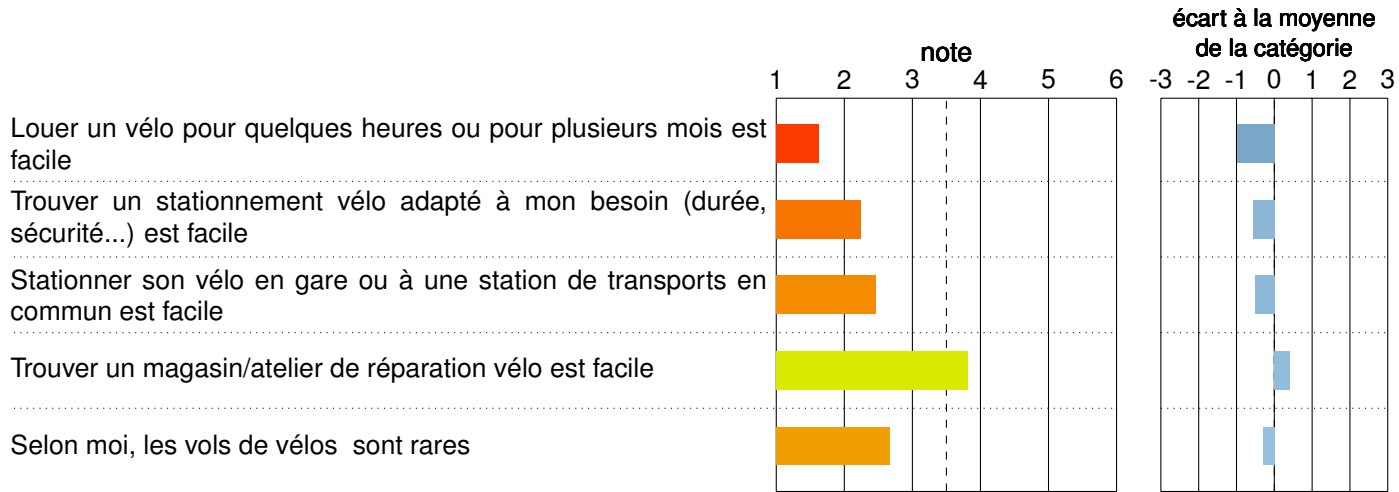 écart à la moyenne
note de la catégorie
1 2 3 4 5 6 -3 -2 -1 0 1 2 3
Louer un vélo pour quelques heures ou pour plusieurs mois est
facile
Trouver un stationnement vélo adapté à mon besoin (durée,
sécurité...) est facile
Stationner son vélo en gare ou à une station de transports en
commun est facile
Trouver un magasin/atelier de réparation vélo est facile
Selon moi, les vols de vélos sont rares